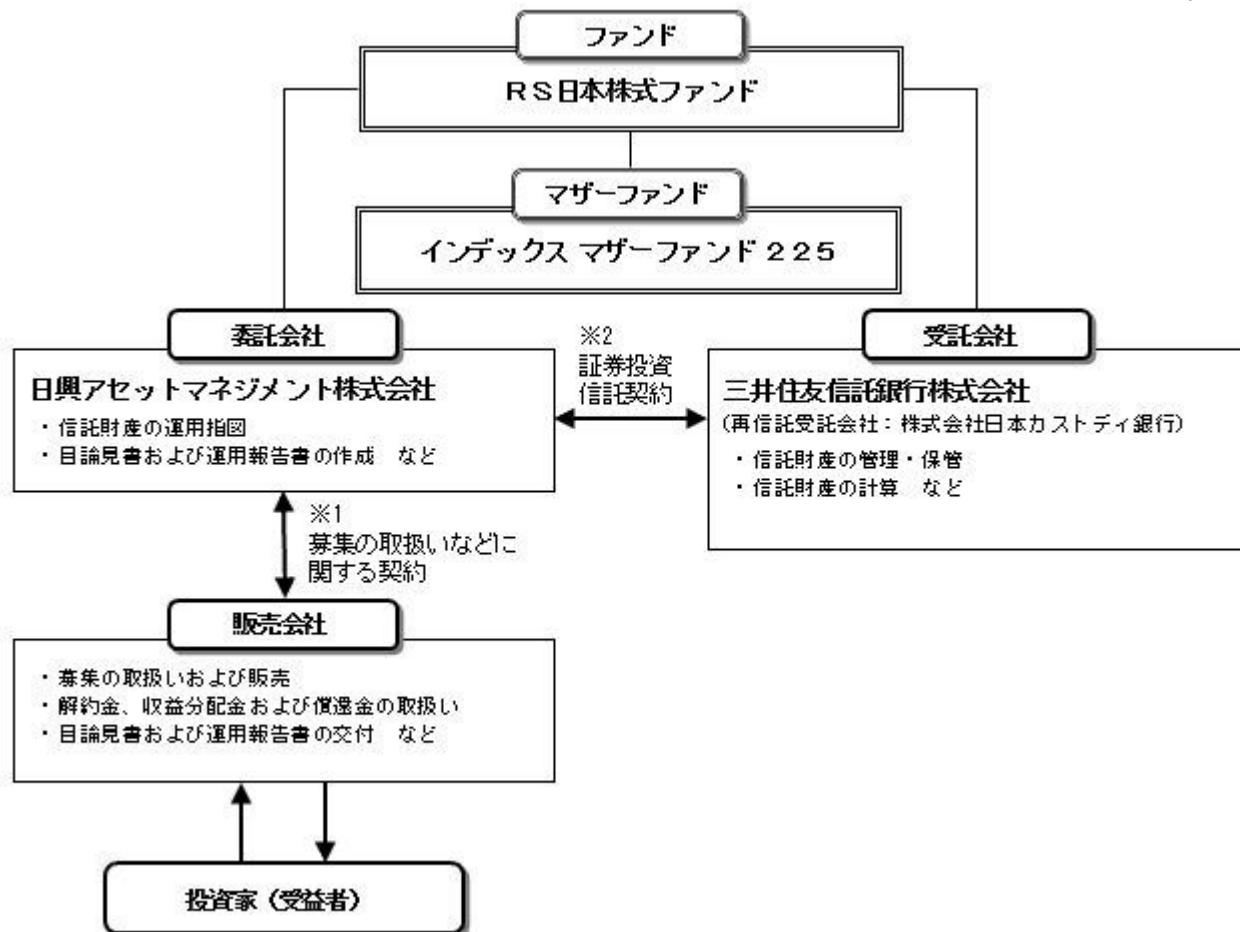 ファンド
RS日本株式ファンド
マザーファンド
インデックス マザーファンド225
委託会社
日興アセットマネジメント株式会社
・信託財産の運用指図
・目論見書および運用報告書の作成 など
※2
証券投資
信託契約
受託会社
三井住友信託銀行株式会社
(再信託受託会社:株式会社日本カストディ銀行)
・信託財産の管理・保管
・信託財産の計算 など
※1
募集の取扱いなどに
関する契約
販売会社
・募集の取扱いおよび販売
・解約金、収益分配金および償還金の取扱い
・目論見書および運用報告書の交付 など
投資家(受益者)